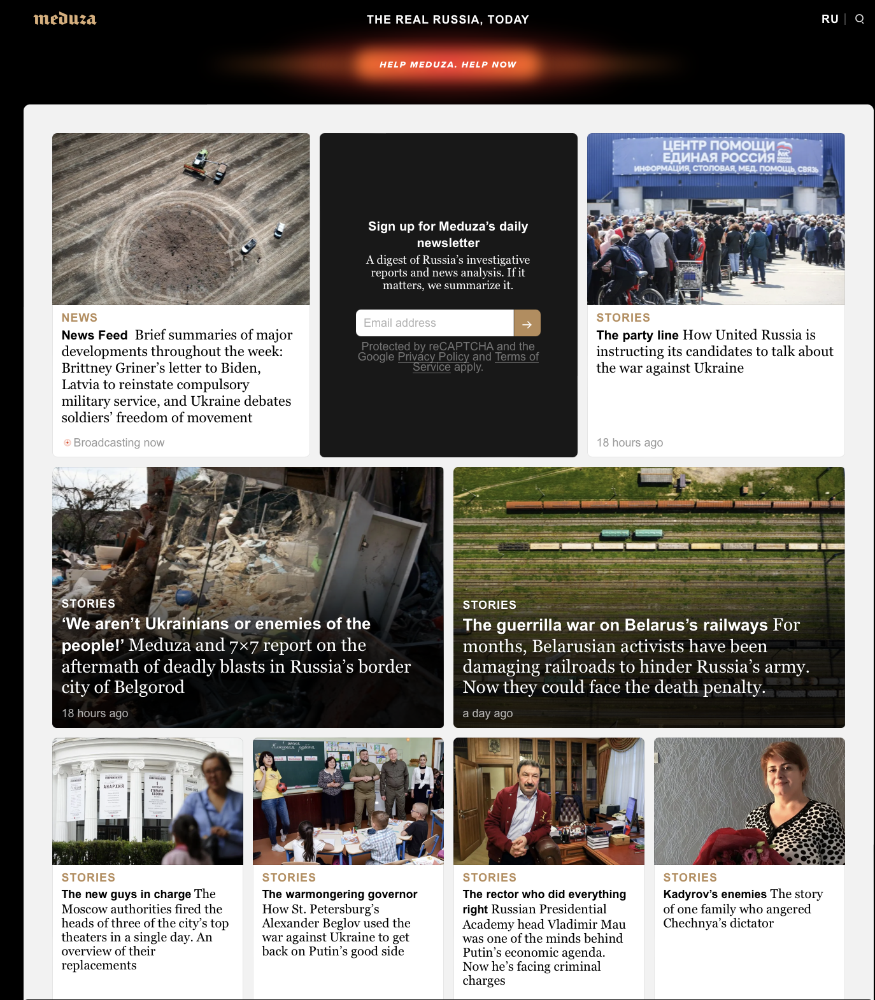 meduza
THE REAL RUSSIA, TODAY
RU
HELP MEDUZA. HELP NOW
NEWS
News Feed Brief summaries of major
developments throughout the week:
Brittney Griner’s letter to Biden,
Latvia to reinstate compulsory
military service, and Ukraine debates
soldiers’ freedom of movement
Broadcasting now
Sign up for Meduza’s daily
newsletter
A digest of Russia’s investigative
reports and news analysis. If it
matters, we summarize it.
Email address
Protected by reCAPTCHA and the
Google Privacy Policy and Terms of
Service apply.
ЦЕНТР ПОМОЩИ
ЕДИНАЯ РОССИЯ
ИНФОРМАЦИЯ, СТОЛОВАЯ, МЕД. ПОМОЩЬ, СВЯЗЬ
STORIES
The party line How United Russia is
instructing its candidates to talk about
the war against Ukraine
18 hours ago
STORIES
‘We aren’t Ukrainians or enemies of the
people!’ Meduza and 7×7 report on the
aftermath of deadly blasts in Russia’s border
city of Belgorod
18 hours ago
STORIES
The guerrilla war on Belarus’s railways For
months, Belarusian activists have been
damaging railroads to hinder Russia’s army.
Now they could face the death penalty.
a day ago
АНАРХИЯ
STORIES
The new guys in charge The
Moscow authorities fired the
heads of three of the city’s top
theaters in a single day. An
overview of their
replacements
1 июня
Классная работа
STORIES
The warmongering governor
How St. Petersburg’s
Alexander Beglov used the
war against Ukraine to get
back on Putin’s good side
STORIES
The rector who did everything
right Russian Presidential
Academy head Vladimir Mau
was one of the minds behind
Putin’s economic agenda.
Now he’s facing criminal
charges
STORIES
Kadyrov’s enemies The story
of one family who angered
Chechnya’s dictator